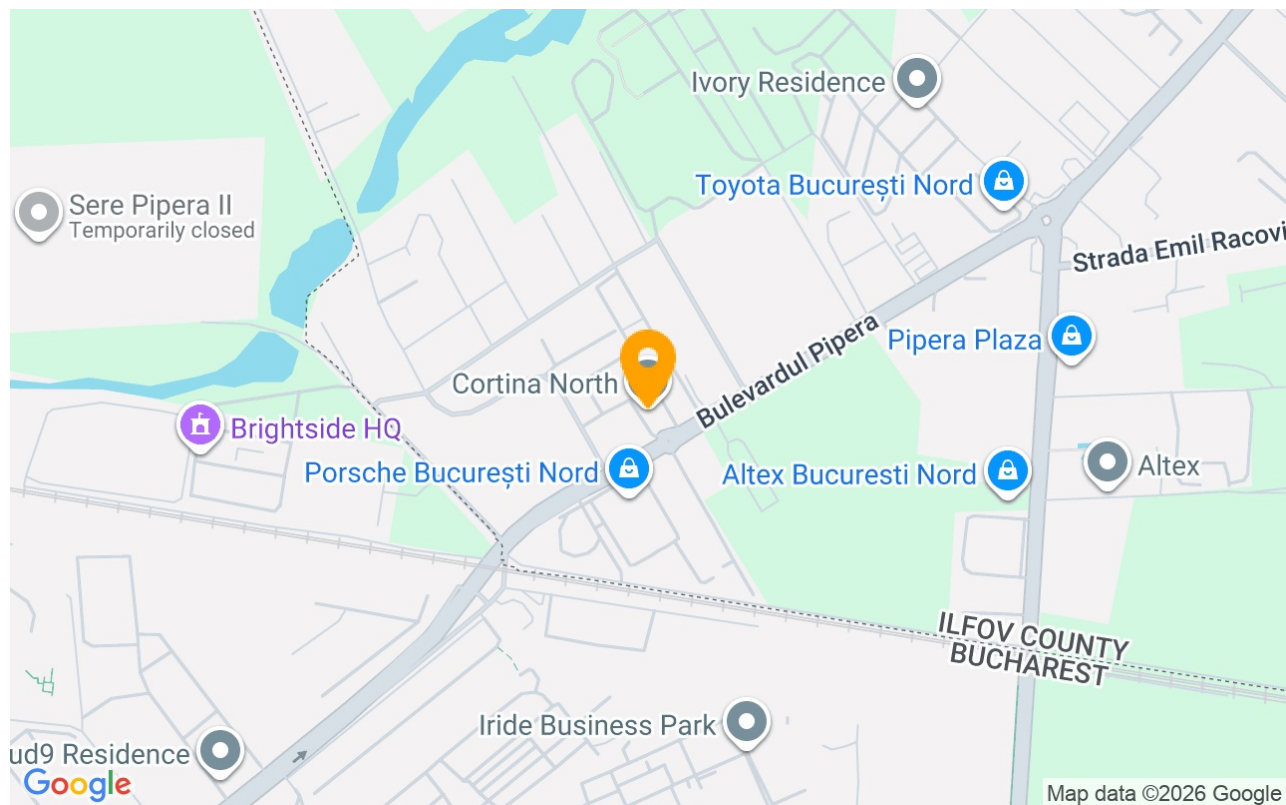 Ivory Residence
Toyota București Nord
Sere Pipera II
Temporarily closed
Strada Emil Racovi
Pipera Plaza
Bulevardul Pipera
Cortina North
Brightside HQ
Porsche București Nord
Altex Bucuresti Nord
Altex
ILFOV COUNTY
BUCHAREST
Iride Business Park
ud9 Residence
Google
Map data ©2026 Google